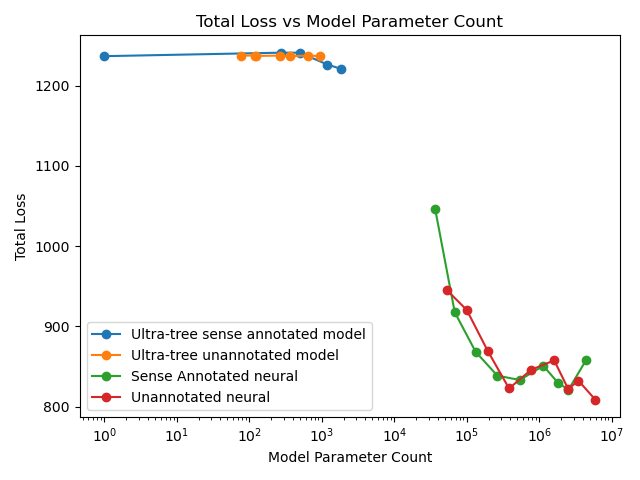 Total Loss vs Model Parameter Count
Total Loss
1200
1100
1000
900
800
Ultra-tree sense annotated model
Ultra-tree unannotated model
Sense Annotated neural
Unannotated neural
10⁰ 10¹ 10² 10³ 10⁴ 10⁵ 10⁶ 10⁷
Model Parameter Count